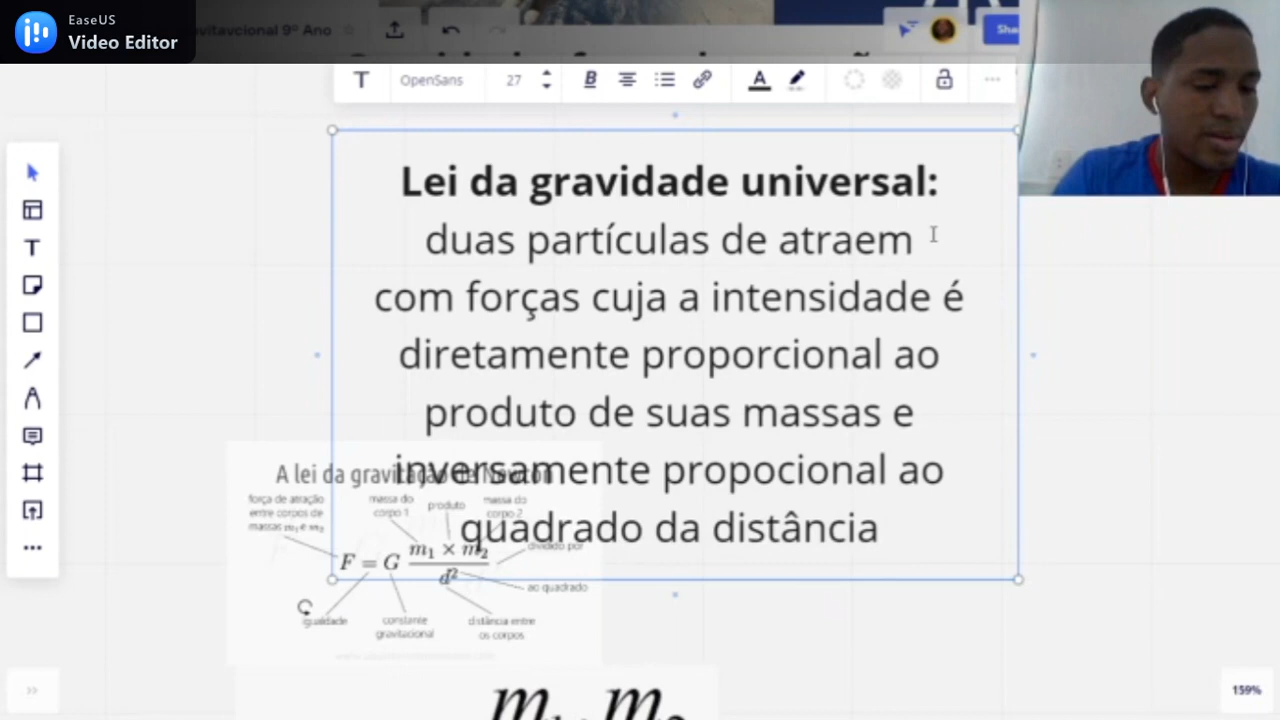 EaseUS
Video Editor
9º Ano
Sha
OpenSans
27
B
A
Lei da gravidade universal:
duas partículas de atraem
com forças cuja a intensidade é
diretamente proporcional ao
produto de suas massas e
inversamente propocional ao
quadrado da distância
A lei da gravitação de Newton
força de atração
entre corpos de
massas m₁ e m₂
massa do
corpo 1
produto
massa do
corpo 2
F = G m₁ × m₂
d²
dividido por
ao quadrado
igualdade
constante
gravitacional
distância entre
os corpos
159%